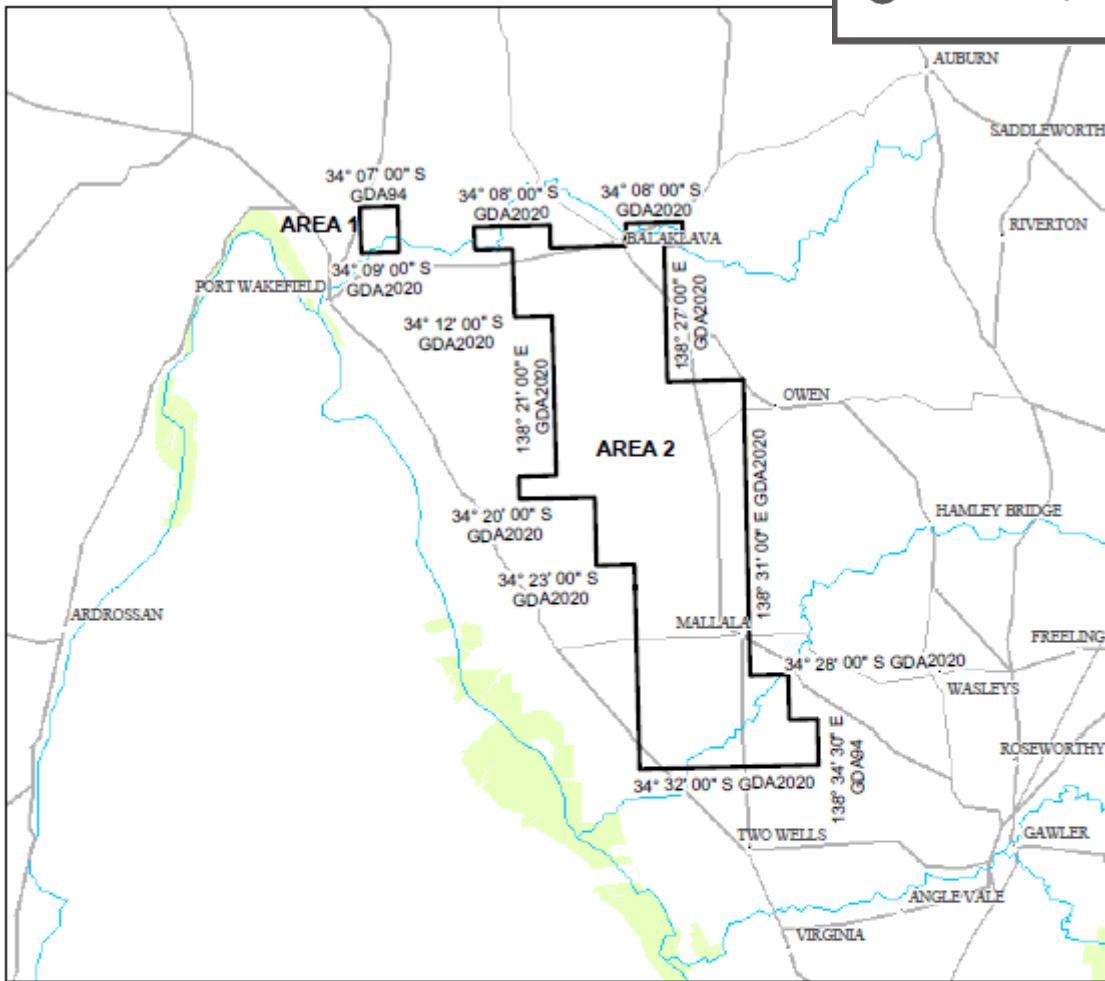 AUBURN
SADDLEWORTH
34° 07' 00" S
GDA94
34° 08' 00" S
GDA2020
34° 08' 00" S
GDA2020
AREA 1
RIVERTON
BALAKLAVA
34° 09' 00" S
GDA2020
PORT WAKEFIELD
138° 27' 00" E
GDA2020
34° 12' 00" S
GDA2020
138° 21' 00" E
GDA2020
OWEN
AREA 2
138° 31' 00" E GDA2020
34° 20' 00" S
GDA2020
HAMLEY BRIDGE
34° 23' 00" S
GDA2020
ARDROSSAN
MALLALA
FREELING
34° 28' 00" S GDA2020
WASLEYS
ROSEWORTHY
138° 34' 30" E
GDA94
34° 32' 00" S GDA2020
TWO WELLS
GAWLER
ANGLE VALE
VIRGINIA